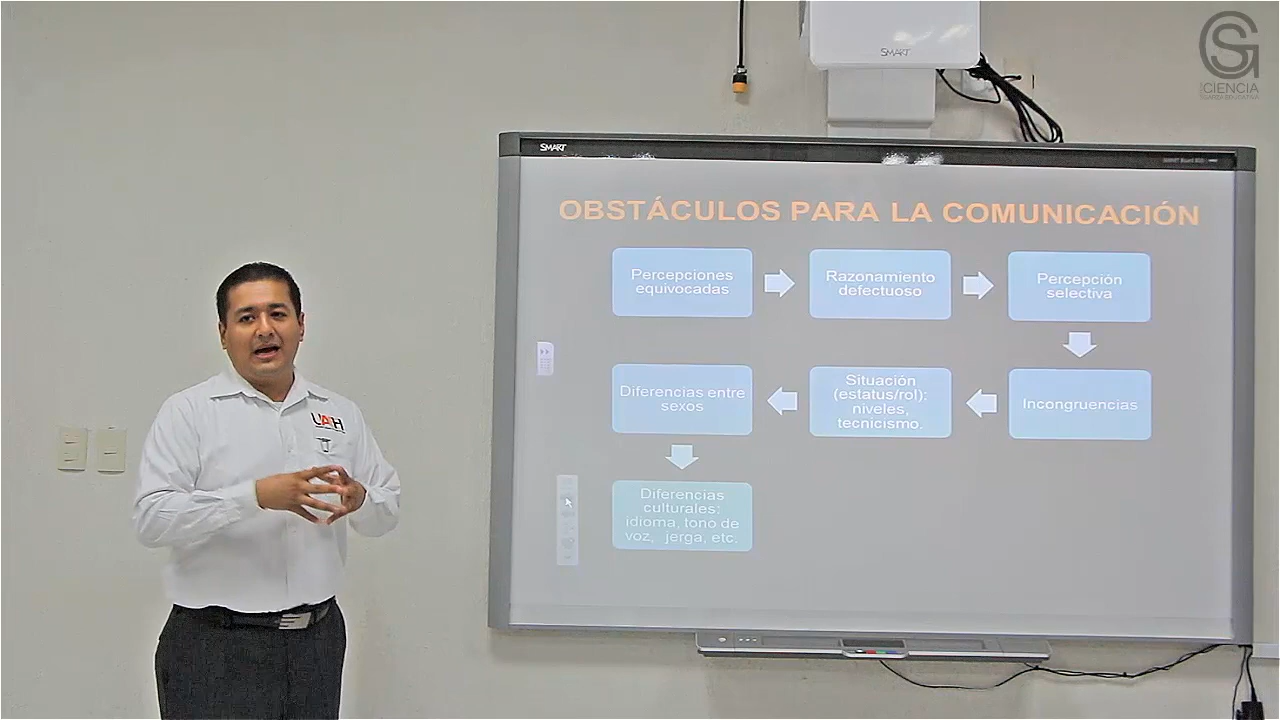 SMART
CIENCIA
SMART
OBSTÁCULOS PARA LA COMUNICACIÓN
Percepciones
equivocadas
Razonamiento
defectuoso
Percepción
selectiva
Diferencias entre
sexos
Situación
(estatus/rol):
niveles,
tecnicismo.
Incongruencias
Diferencias
culturales:
idioma, tono de
voz, jerga, etc.